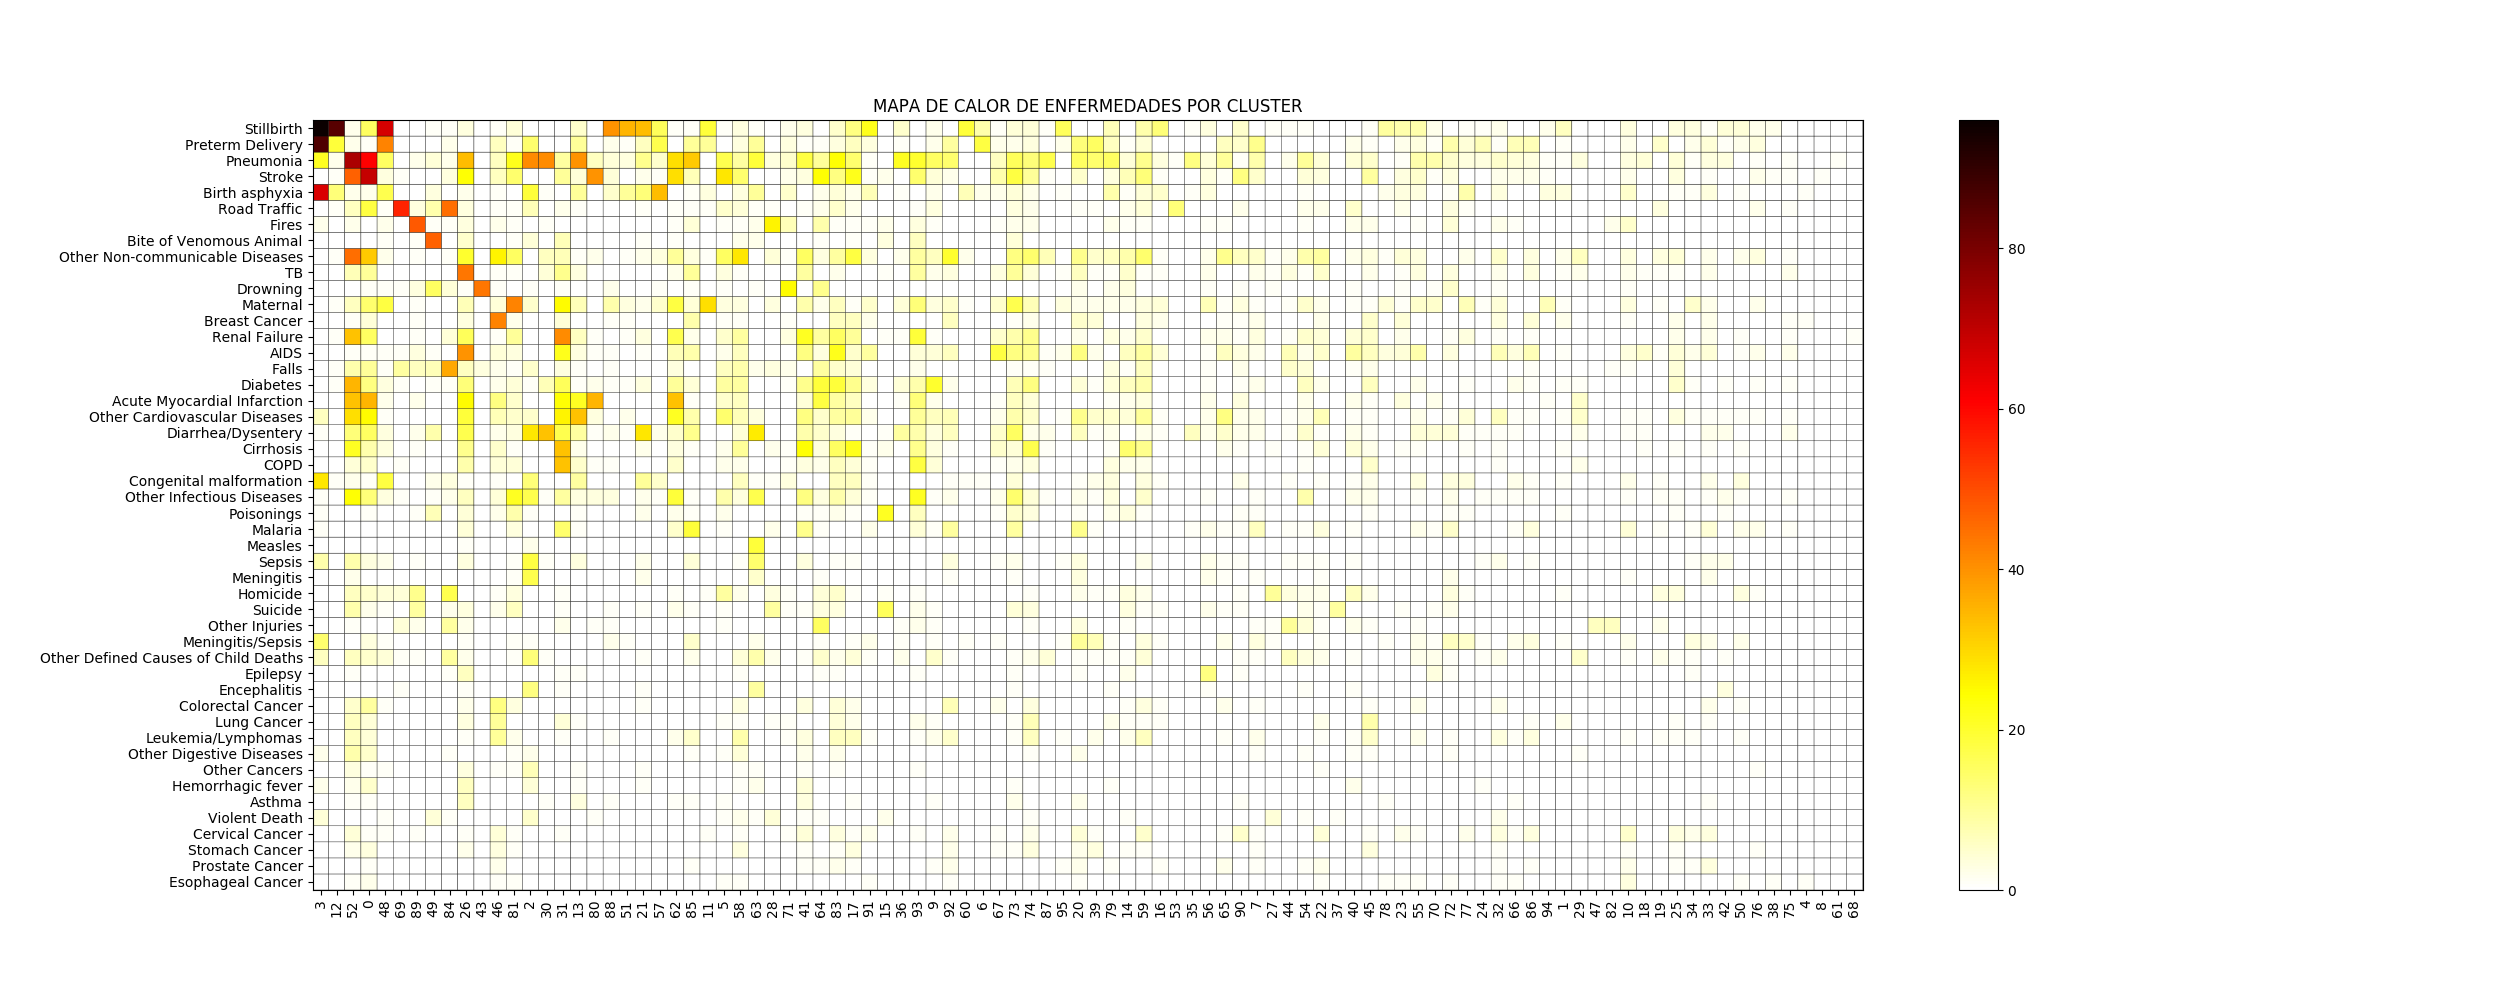 MAPA DE CALOR DE ENFERMEDADES POR CLUSTER
Stillbirth
Preterm Delivery
Pneumonia
Stroke
Birth asphyxia
Road Traffic
Fires
Bite of Venomous Animal
Other Non-communicable Diseases
TB
Drowning
Maternal
Breast Cancer
Renal Failure
AIDS
Falls
Diabetes
Acute Myocardial Infarction
Other Cardiovascular Diseases
Diarrhea/Dysentery
Cirrhosis
COPD
Congenital malformation
Other Infectious Diseases
Poisonings
Malaria
Measles
Sepsis
Meningitis
Homicide
Suicide
Other Injuries
Meningitis/Sepsis
Other Defined Causes of Child Deaths
Epilepsy
Encephalitis
Colorectal Cancer
Lung Cancer
Leukemia/Lymphomas
Other Digestive Diseases
Other Cancers
Hemorrhagic fever
Asthma
Violent Death
Cervical Cancer
Stomach Cancer
Prostate Cancer
Esophageal Cancer
3 12 52 0 48 69 89 49 84 26 43 46 81 2 30 31 13 80 88 51 21 57 62 85 11 5 58 63 28 71 41 64 83 17 91 15 36 93 9 92 60 6 67 73 74 87 95 20 39 79 14 59 16 53 35 56 65 90 7 27 44 54 22 37 40 45 78 23 55 70 72 77 24 32 66 86 94 1 29 47 82 10 18 19 25 34 33 42 50 76 38 75 4 8 61 68
80
60
40
20
0